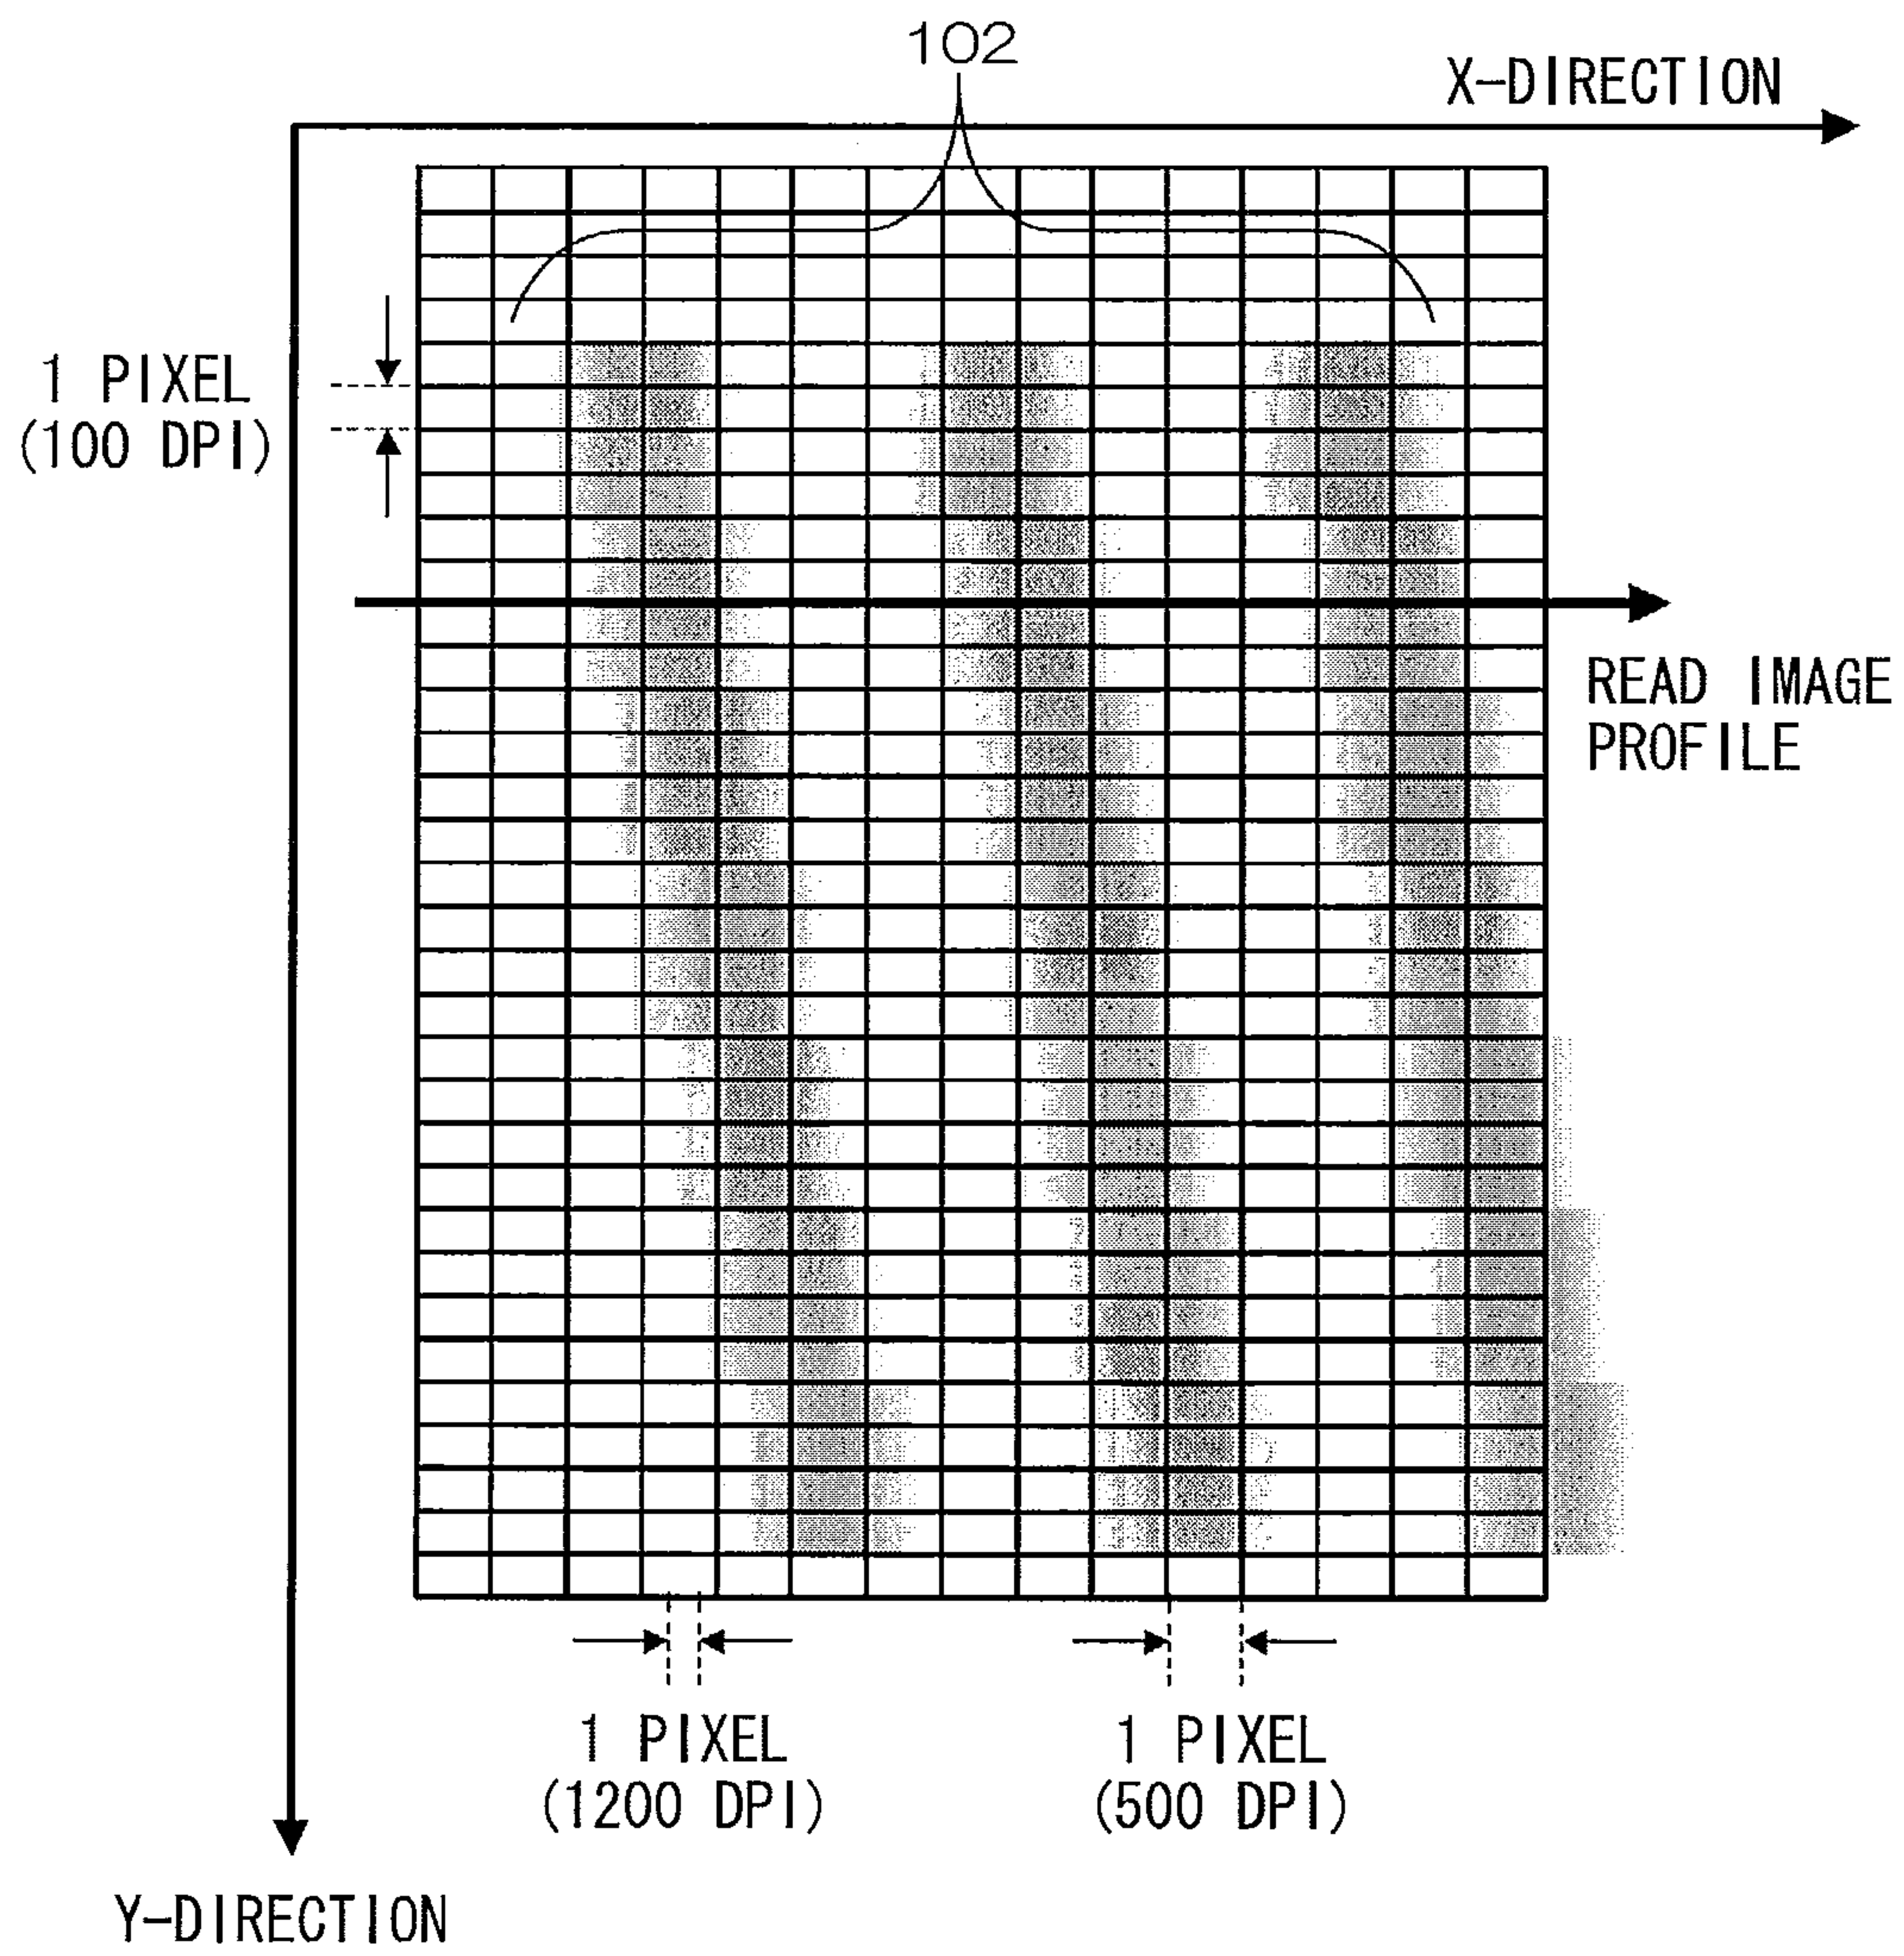 102
X-DIRECTION
1 PIXEL
(100 DPI)
READ IMAGE
PROFILE
1 PIXEL
(1200 DPI)
1 PIXEL
(500 DPI)
Y-DIRECTION